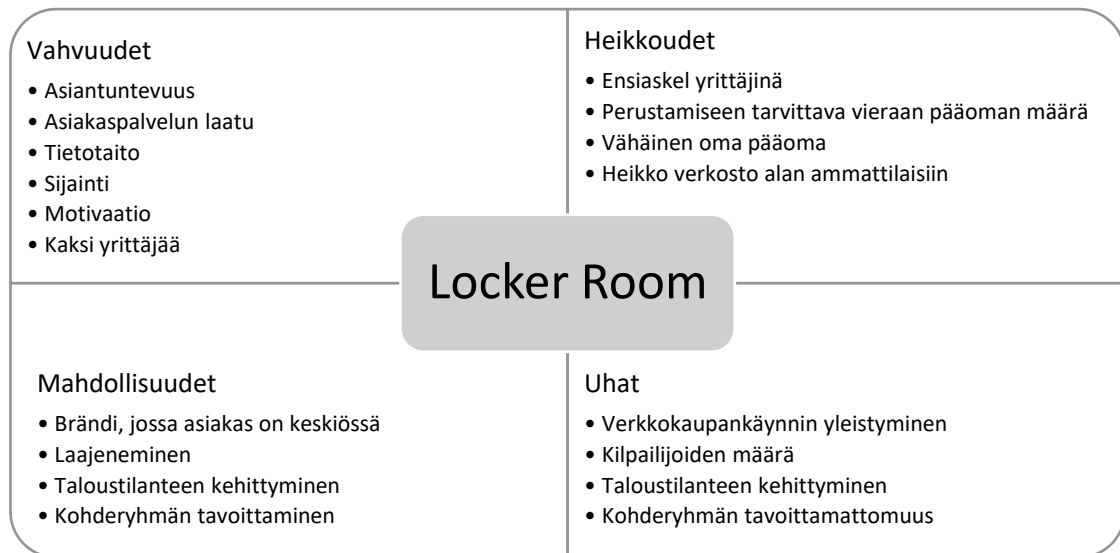 Vahvuudet
• Asiantuntevuus
• Asiakaspalvelun laatu
• Tietotaito
• Sijainti
• Motivaatio
• Kaksi yrittäjää
Heikkoudet
• Ensiaskel yrittäjinä
• Perustamiseen tarvittava vieraan pääoman määrä
• Vähäinen oma pääoma
• Heikko verkosto alan ammattilaisiin
Locker Room
Mahdollisuudet
• Brändi, jossa asiakas on keskiössä
• Laajeneminen
• Taloustilanteen kehittyminen
• Kohderyhmän tavoittaminen
Uhat
• Verkkokaupankäynnin yleistyminen
• Kilpailijoiden määrä
• Taloustilanteen kehittyminen
• Kohderyhmän tavoittamattomuus